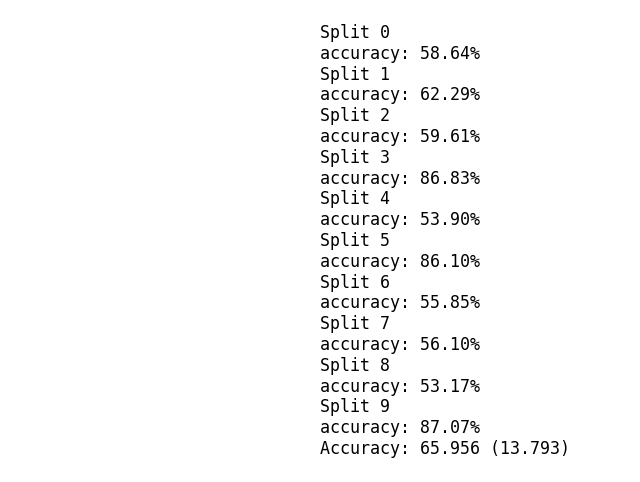 Split 0
accuracy: 58.64%
Split 1
accuracy: 62.29%
Split 2
accuracy: 59.61%
Split 3
accuracy: 86.83%
Split 4
accuracy: 53.90%
Split 5
accuracy: 86.10%
Split 6
accuracy: 55.85%
Split 7
accuracy: 56.10%
Split 8
accuracy: 53.17%
Split 9
accuracy: 87.07%
Accuracy: 65.956 (13.793)